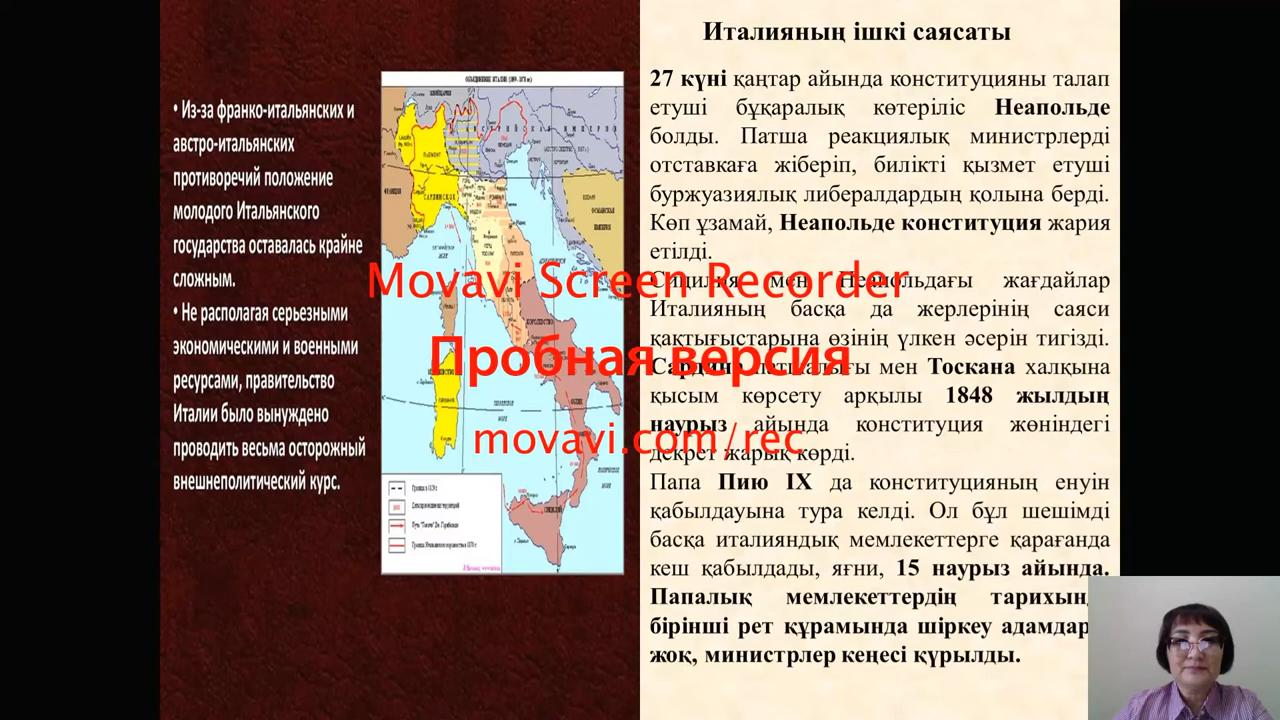 • Из-за франко-итальянских и
австро-итальянских
противоречий положение
молодого Итальянского
государства оставалась крайне
сложным.
• Не располагая серьезными
экономическими и военными
ресурсами, правительство
Италии было вынуждено
проводить весьма осторожный
внешнеполитический курс.
Италияның ішкі саясаты
27 күні қаңтар айында конституцияны талап
етуші бұқаралық көтеріліс Неапольде
болды. Патша реакциялық министрлерді
отставкаға жіберіп, билікті қызмет етуші
буржуазиялық либералдардың қолына берді.
Көп ұзамай, Неапольде конституция жария
етілді.
Сицилия мен Неапольдағы жағдайлар
Италияның басқа да жерлерінің саяси
қақтығыстарына өзінің үлкен әсерін тигізді.
мен Тоскана халқына
қысым көрсету арқылы 1848 жылдың
наурыз айында конституция жөніндегі
декрет жарық көрді.
Папа Пию IX да конституцияның енуін
қабылдауына тура келді. Ол бұл шешімді
басқа италияндық мемлекеттерге қарағанда
кеш қабылдады, яғни, 15 наурыз айында.
Папалық мемлекеттердің
бірінші рет құрамында шіркеу
жоқ, министрлер кеңесі құрылды.
Movavi Screen Recorder
Пробная версия
movavi.com/rec